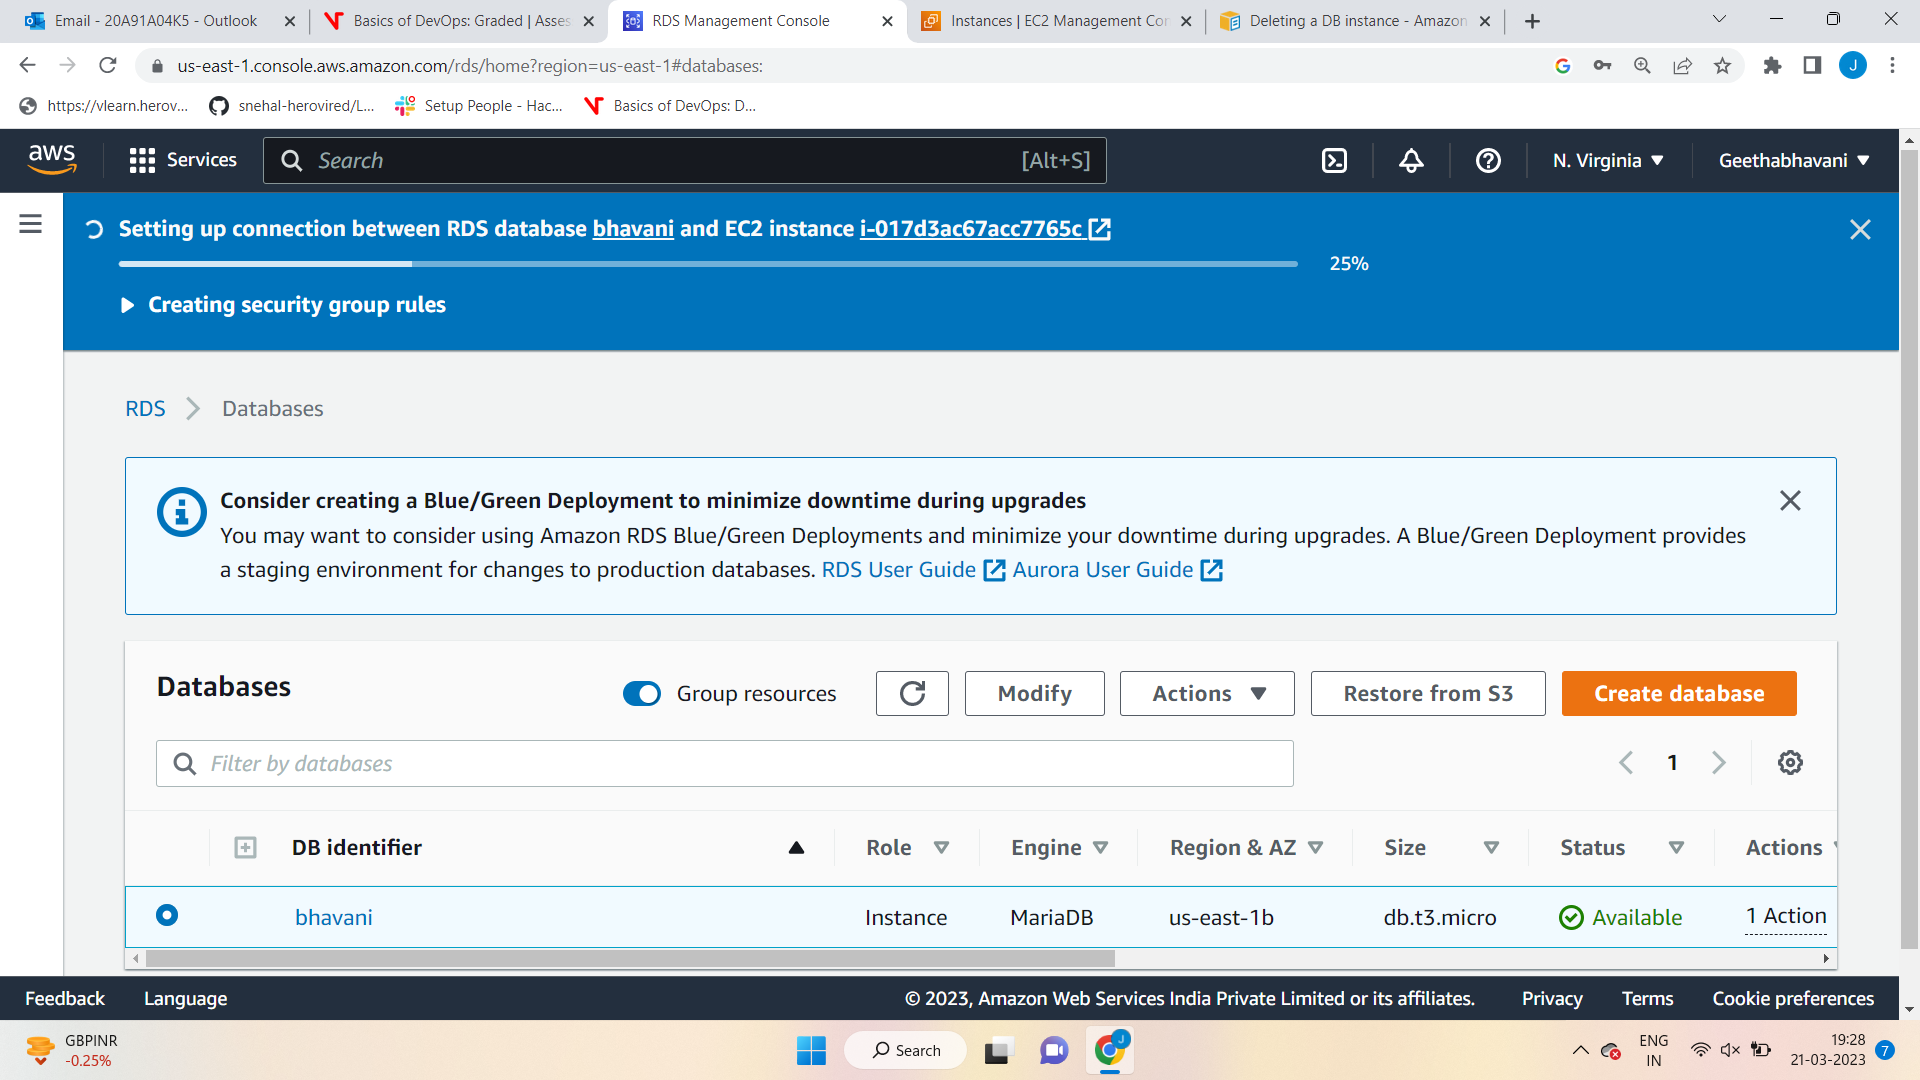 Email - 20A91A04K5 - Outlook
Basics of DevOps: Graded | Asses
RDS Management Console
Instances | EC2 Management Con
Deleting a DB instance - Amazon
us-east-1.console.aws.amazon.com/rds/home?region=us-east-1#databases:
J
https://vlearn.herov...
snehal-herovired/L...
Setup People - Hac...
Basics of DevOps: D...
aws
Services
Search
[Alt+S]
N. Virginia
Geethabhavani
Setting up connection between RDS database bhavani and EC2 instance i-017d3ac67acc7765c
25%
Creating security group rules
RDS
Databases
Consider creating a Blue/Green Deployment to minimize downtime during upgrades
You may want to consider using Amazon RDS Blue/Green Deployments and minimize your downtime during upgrades. A Blue/Green Deployment provides
a staging environment for changes to production databases. RDS User Guide Aurora User Guide
Databases
Group resources
Modify
Actions
Restore from S3
Create database
Filter by databases
1
DB identifier
Role
Engine
Region & AZ
Size
Status
Actions
bhavani
Instance
MariaDB
us-east-1b
db.t3.micro
Available
1 Action
Feedback
Language
© 2023, Amazon Web Services India Private Limited or its affiliates.
Privacy
Terms
Cookie preferences
GBPINR
-0.25%
Search
J
ENG
IN
19:28
21-03-2023
7